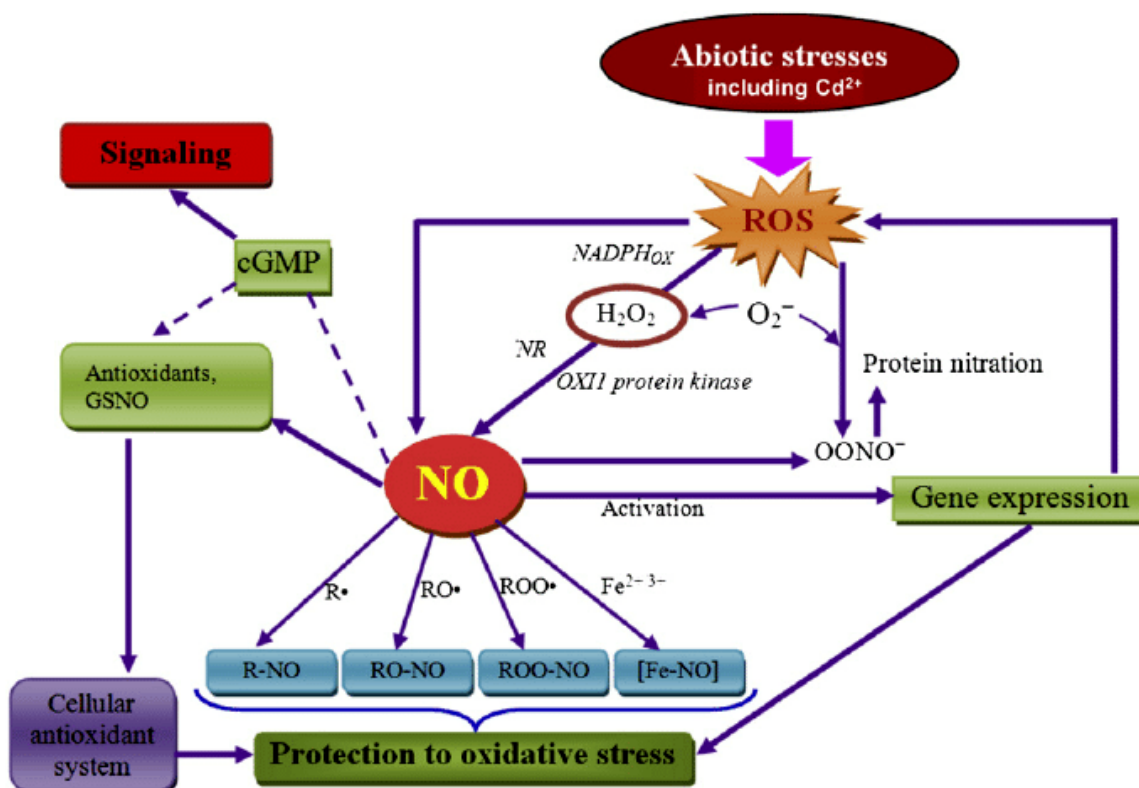 Abiotic stresses
including Cd²⁺
Signaling
ROS
cGMP
NADPHOX
H₂O₂
O₂⁻
NR
OXI1 protein kinase
Protein nitration
Antioxidants,
GSNO
NO
OONO⁻
Activation
Gene expression
R•
RO•
ROO•
Fe²⁻ ³⁺
R-NO
RO-NO
ROO-NO
[Fe-NO]
Cellular
antioxidant
system
Protection to oxidative stress